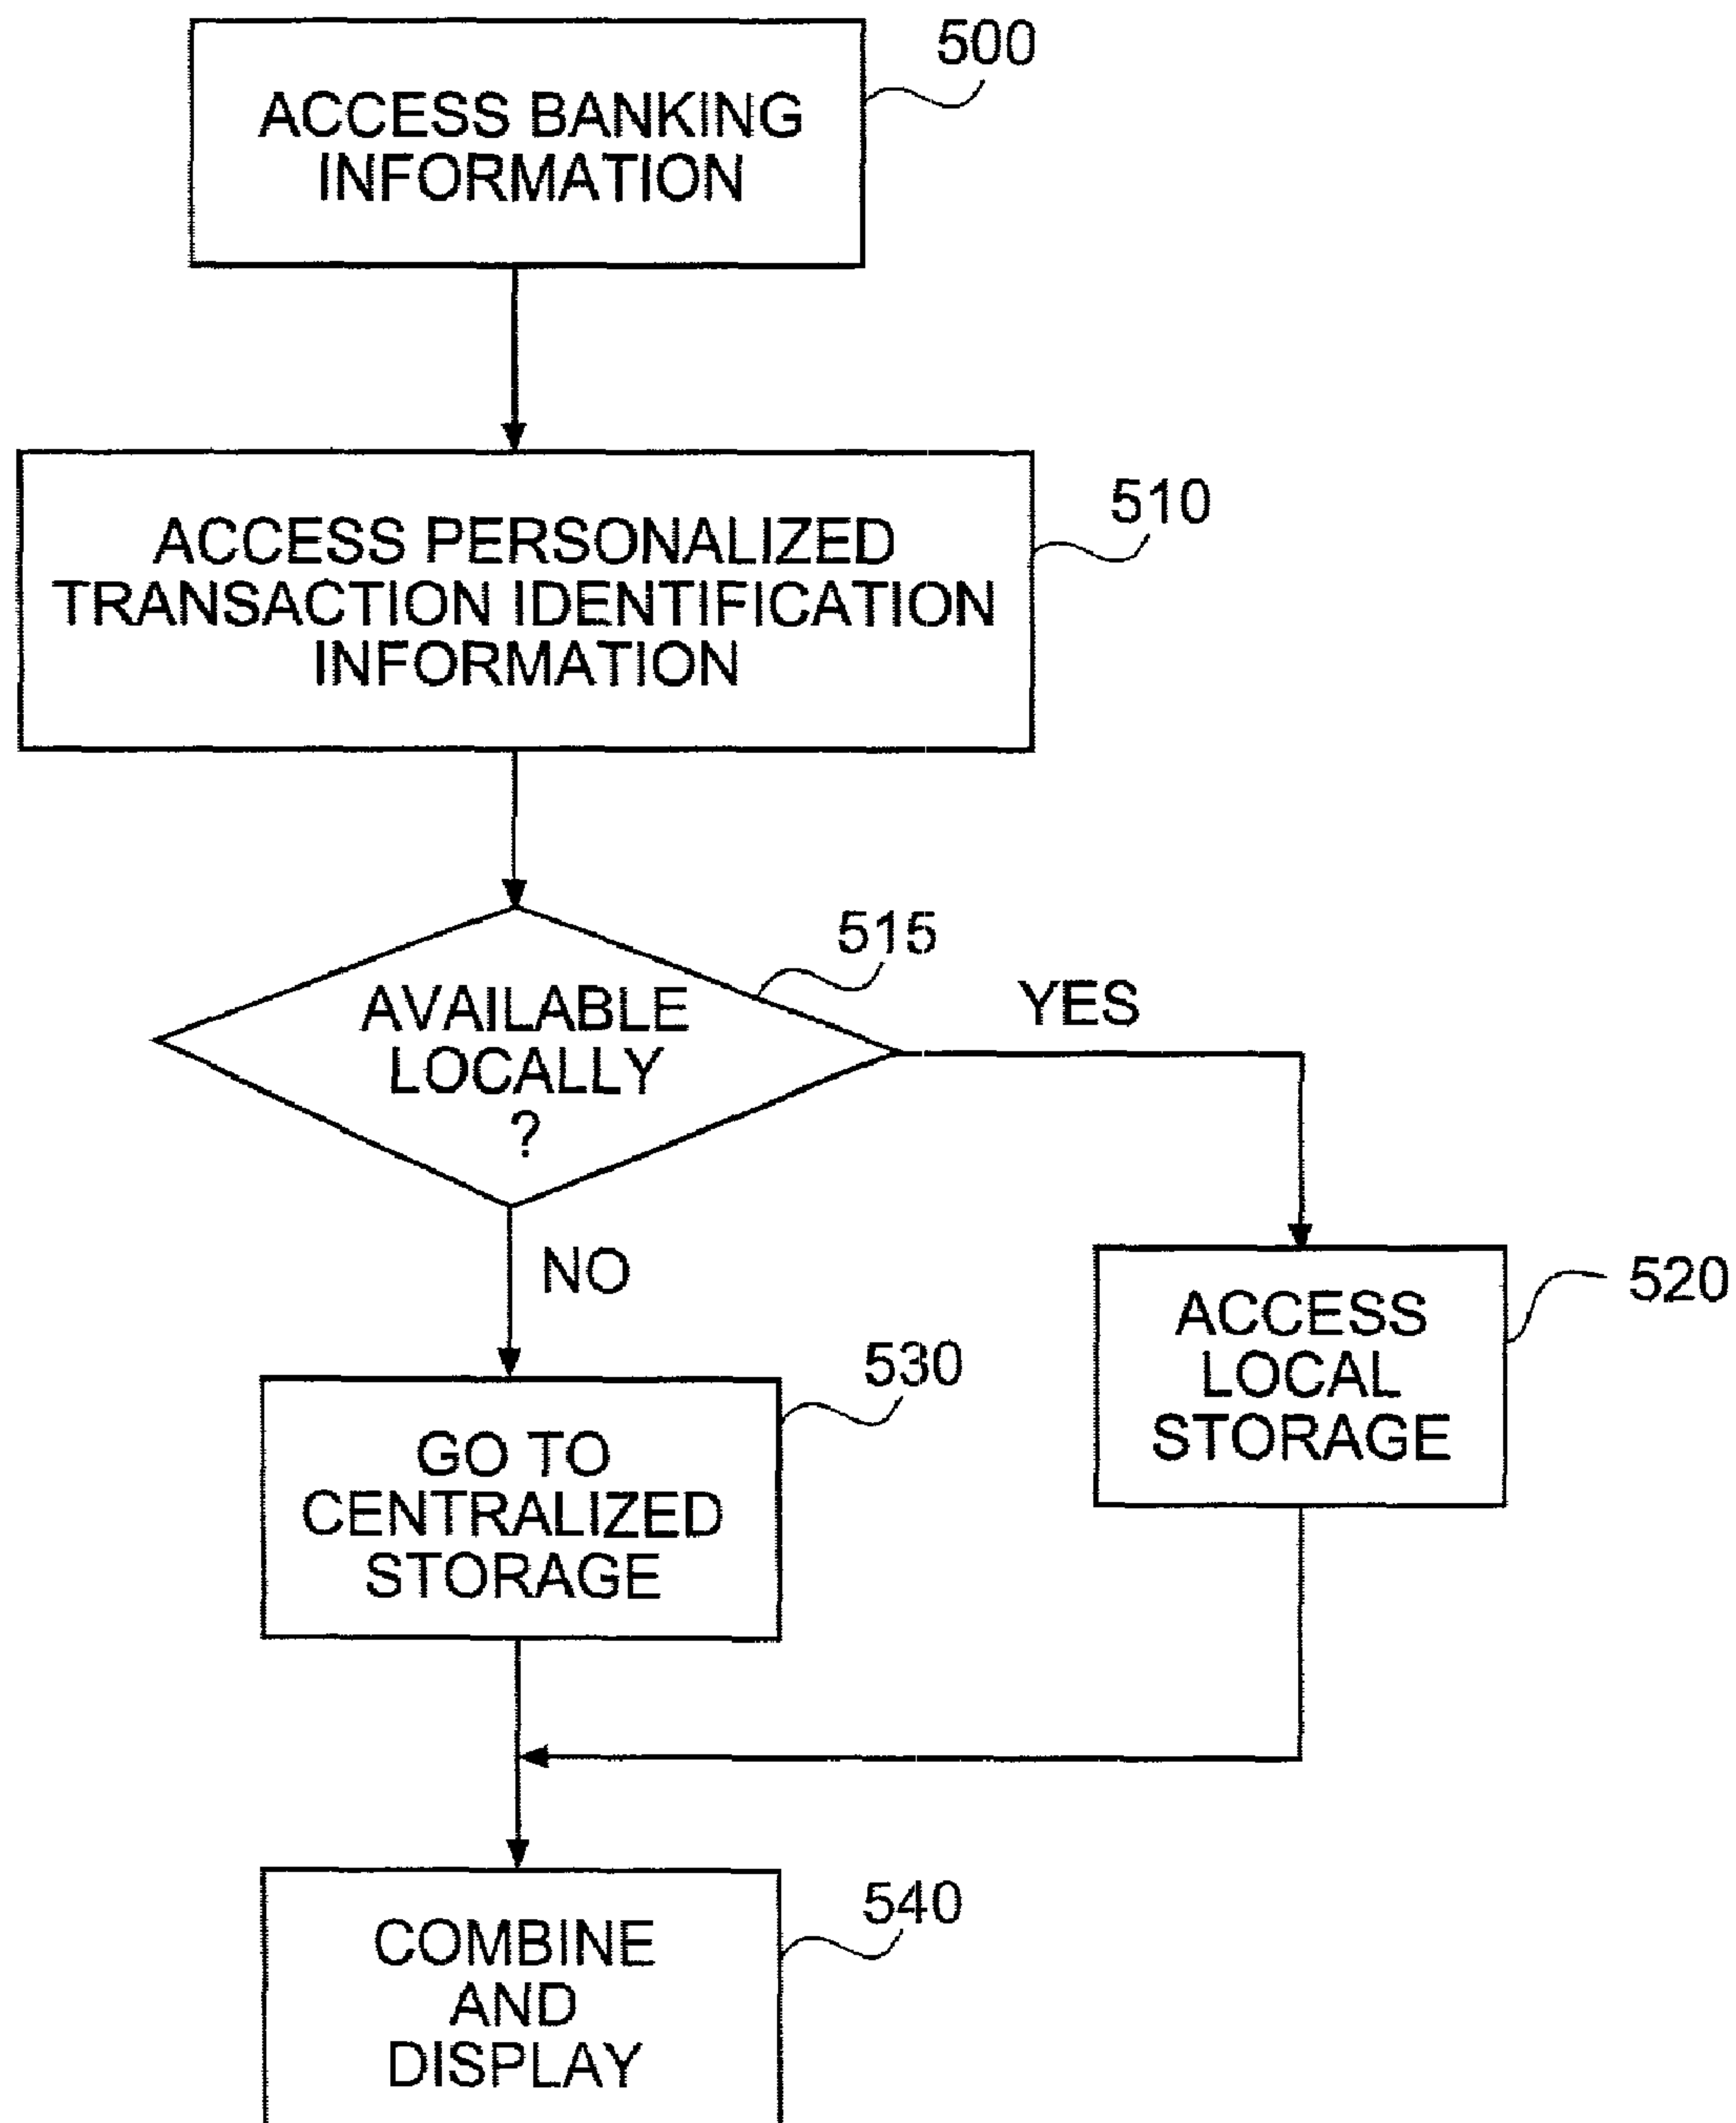 500
ACCESS BANKING
INFORMATION
510
ACCESS PERSONALIZED
TRANSACTION IDENTIFICATION
INFORMATION
515
AVAILABLE
LOCALLY
?
YES
NO
520
ACCESS
LOCAL
STORAGE
530
GO TO
CENTRALIZED
STORAGE
540
COMBINE
AND
DISPLAY